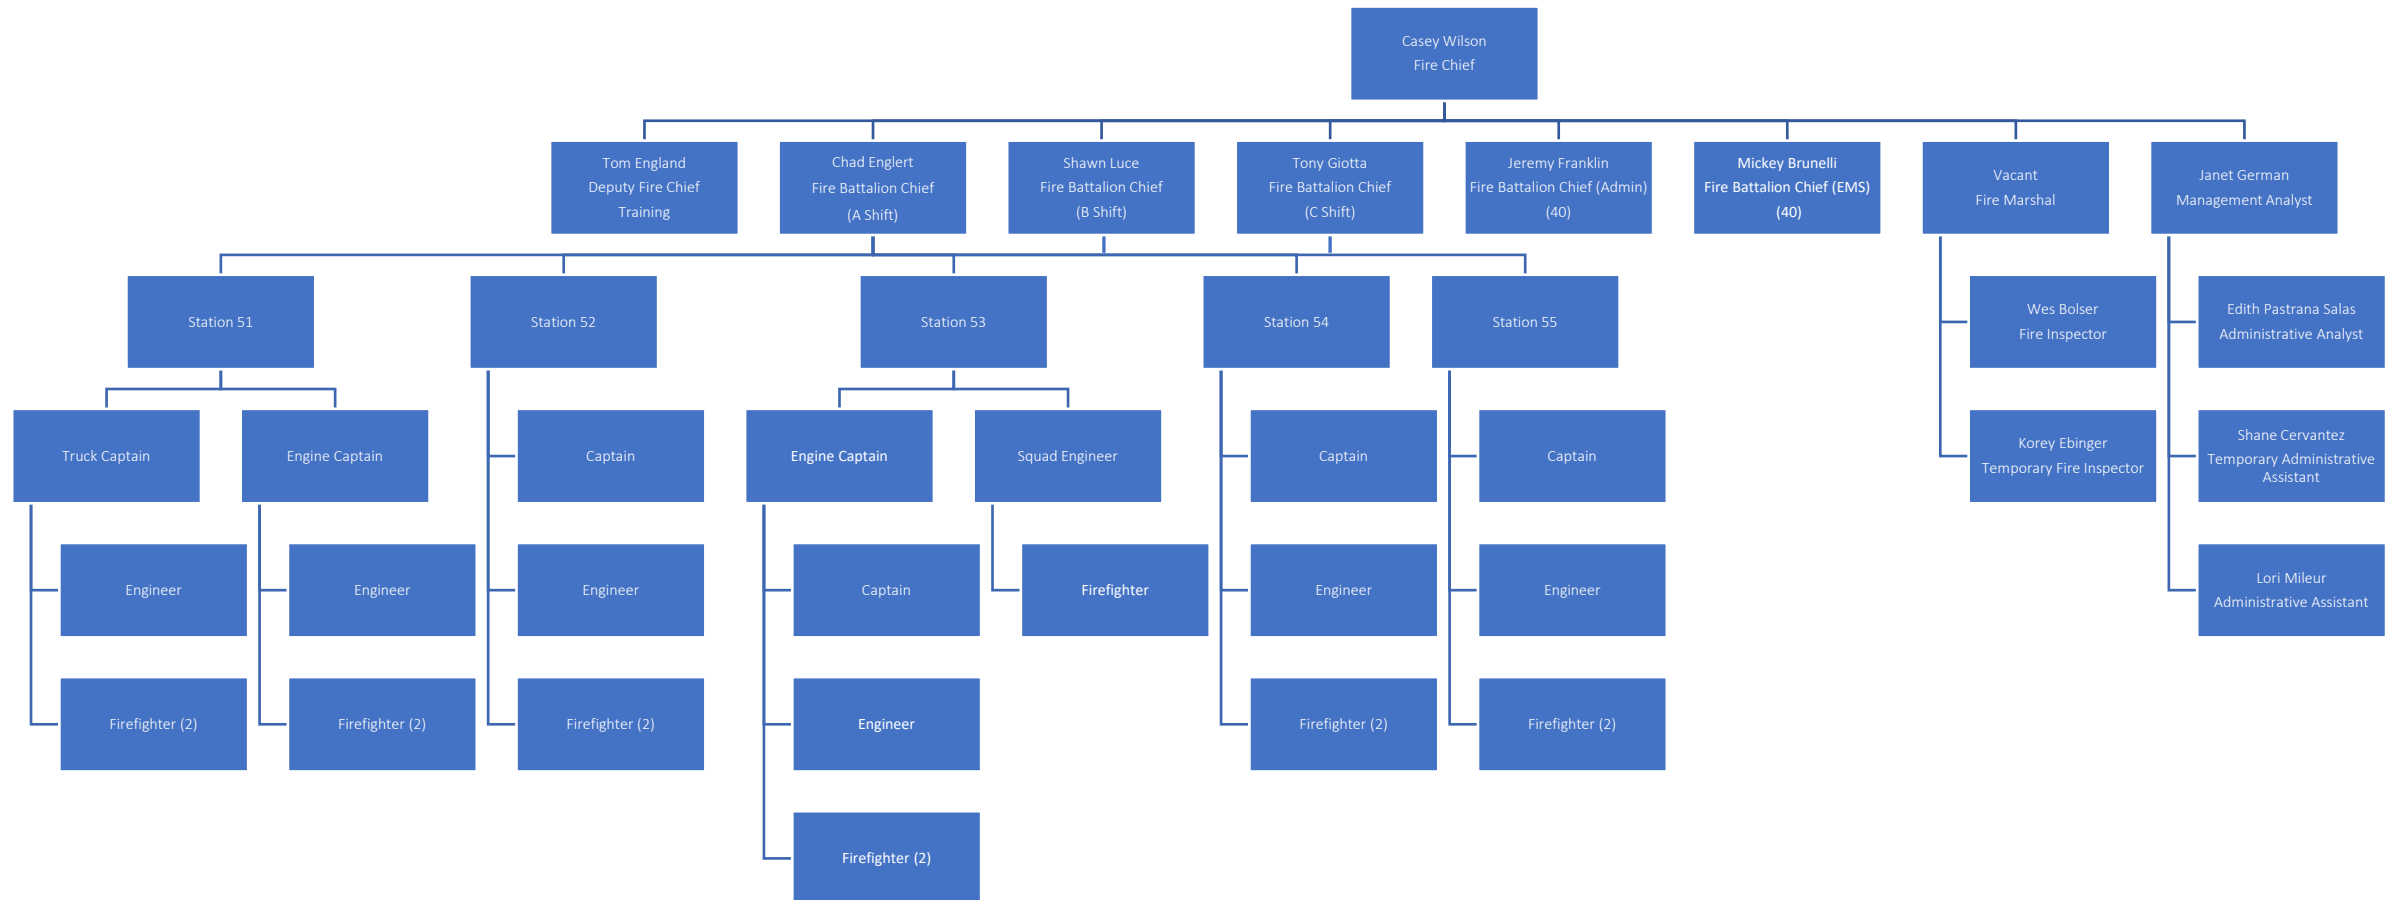 Casey Wilson
Fire Chief
Tom England
Deputy Fire Chief
Training
Chad Englert
Fire Battalion Chief
(A Shift)
Shawn Luce
Fire Battalion Chief
(B Shift)
Tony Giotta
Fire Battalion Chief
(C Shift)
Jeremy Franklin
Fire Battalion Chief (Admin)
(40)
Mickey Brunelli
Fire Battalion Chief (EMS)
(40)
Vacant
Fire Marshal
Janet German
Management Analyst
Station 51
Station 52
Station 53
Station 54
Station 55
Wes Bolser
Fire Inspector
Edith Pastrana Salas
Administrative Analyst
Truck Captain
Engine Captain
Captain
Engine Captain
Squad Engineer
Captain
Captain
Korey Ebinger
Temporary Fire Inspector
Shane Cervantez
Temporary Administrative
Assistant
Engineer
Engineer
Engineer
Captain
Firefighter
Engineer
Engineer
Lori Mileur
Administrative Assistant
Firefighter (2)
Firefighter (2)
Firefighter (2)
Engineer
Firefighter (2)
Firefighter (2)
Firefighter (2)